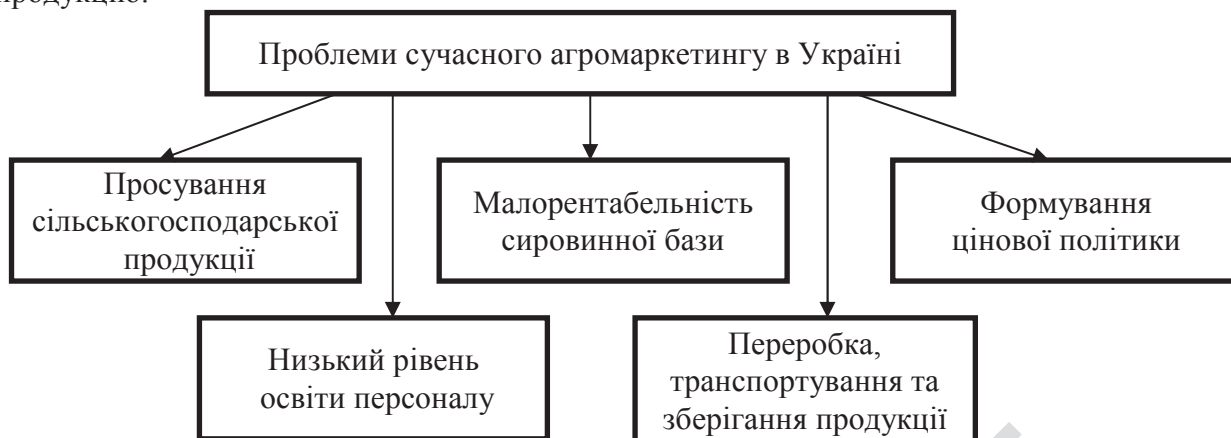 продукцію.
Проблеми сучасного агромаркетингу в Україні
Просування
сільськогосподарської
продукції
Малорентабельність
сировинної бази
Формування
цінової політики
Низький рівень
освіти персоналу
Переробка,
транспортування та
зберігання продукції